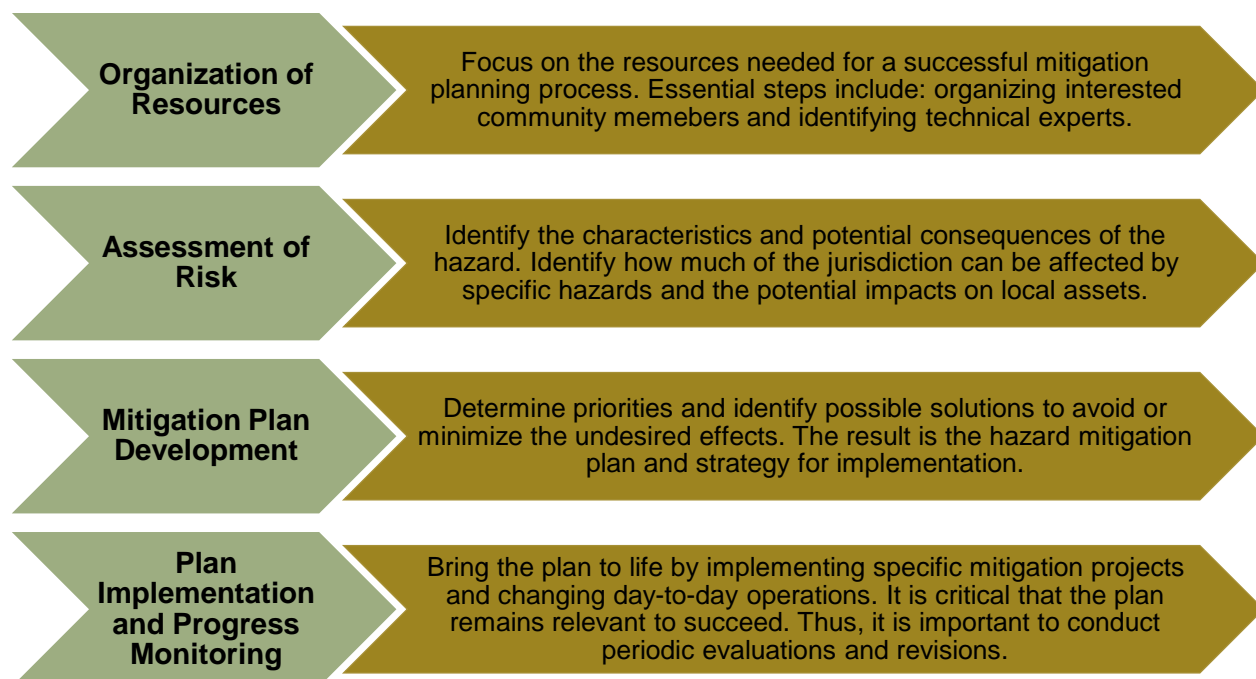 Organization of
Resources
Focus on the resources needed for a successful mitigation
planning process. Essential steps include: organizing interested
community memebers and identifying technical experts.
Assessment of
Risk
Identify the characteristics and potential consequences of the
hazard. Identify how much of the jurisdiction can be affected by
specific hazards and the potential impacts on local assets.
Mitigation Plan
Development
Determine priorities and identify possible solutions to avoid or
minimize the undesired effects. The result is the hazard mitigation
plan and strategy for implementation.
Plan
Implementation
and Progress
Monitoring
Bring the plan to life by implementing specific mitigation projects
and changing day-to-day operations. It is critical that the plan
remains relevant to succeed. Thus, it is important to conduct
periodic evaluations and revisions.